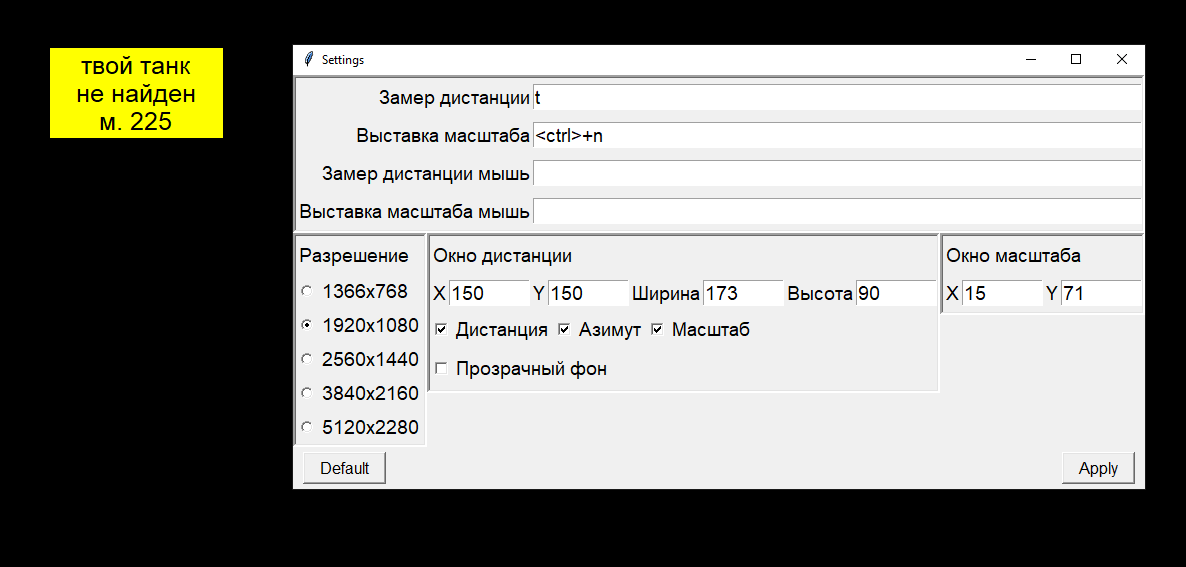 твой танк
не найден
м. 225
Settings
Замер дистанции t
Выставка масштаба <ctrl>+n
Замер дистанции мышь
Выставка масштаба мышь
Разрешение
1366x768
1920x1080
2560x1440
3840x2160
5120x2280
Окно дистанции
X 150 Y 150 Ширина 173 Высота 90
Дистанция Азимут Масштаб
Прозрачный фон
Окно масштаба
X 15 Y 71
Default
Apply